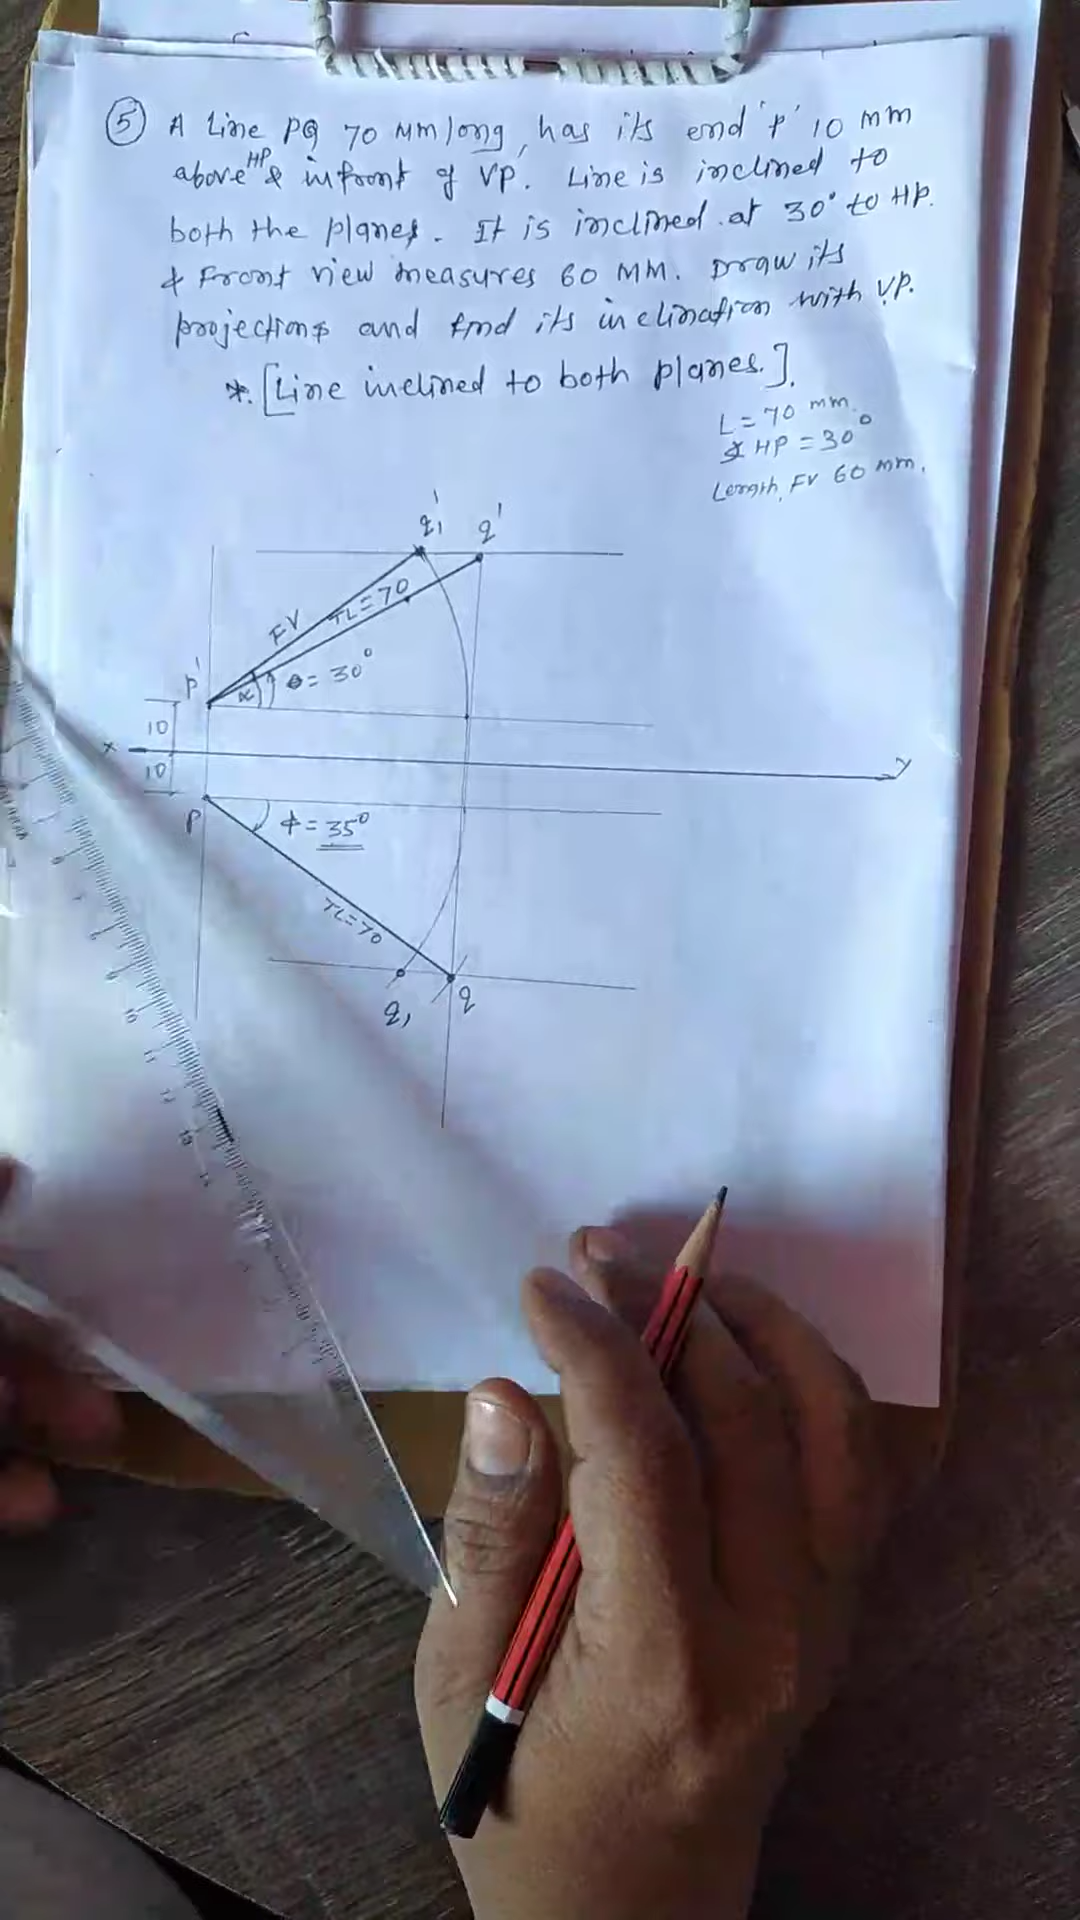 5 A Line PQ 70 MM long, has its end 'P' 10 mm
above HP & infront of VP. Line is inclined to
both the planes. It is inclined at 30° to HP.
& Front view measures 60 MM. Draw its
projections and find its inclination with VP.
*. [Line inclined to both planes.].
L = 70 mm.
∡ HP = 30°
Length, FV 60 mm.
q1' q'
FV TL=70
p' α θ = 30°
10
x y
10
p ϕ = 35°
TL=70
q1 q